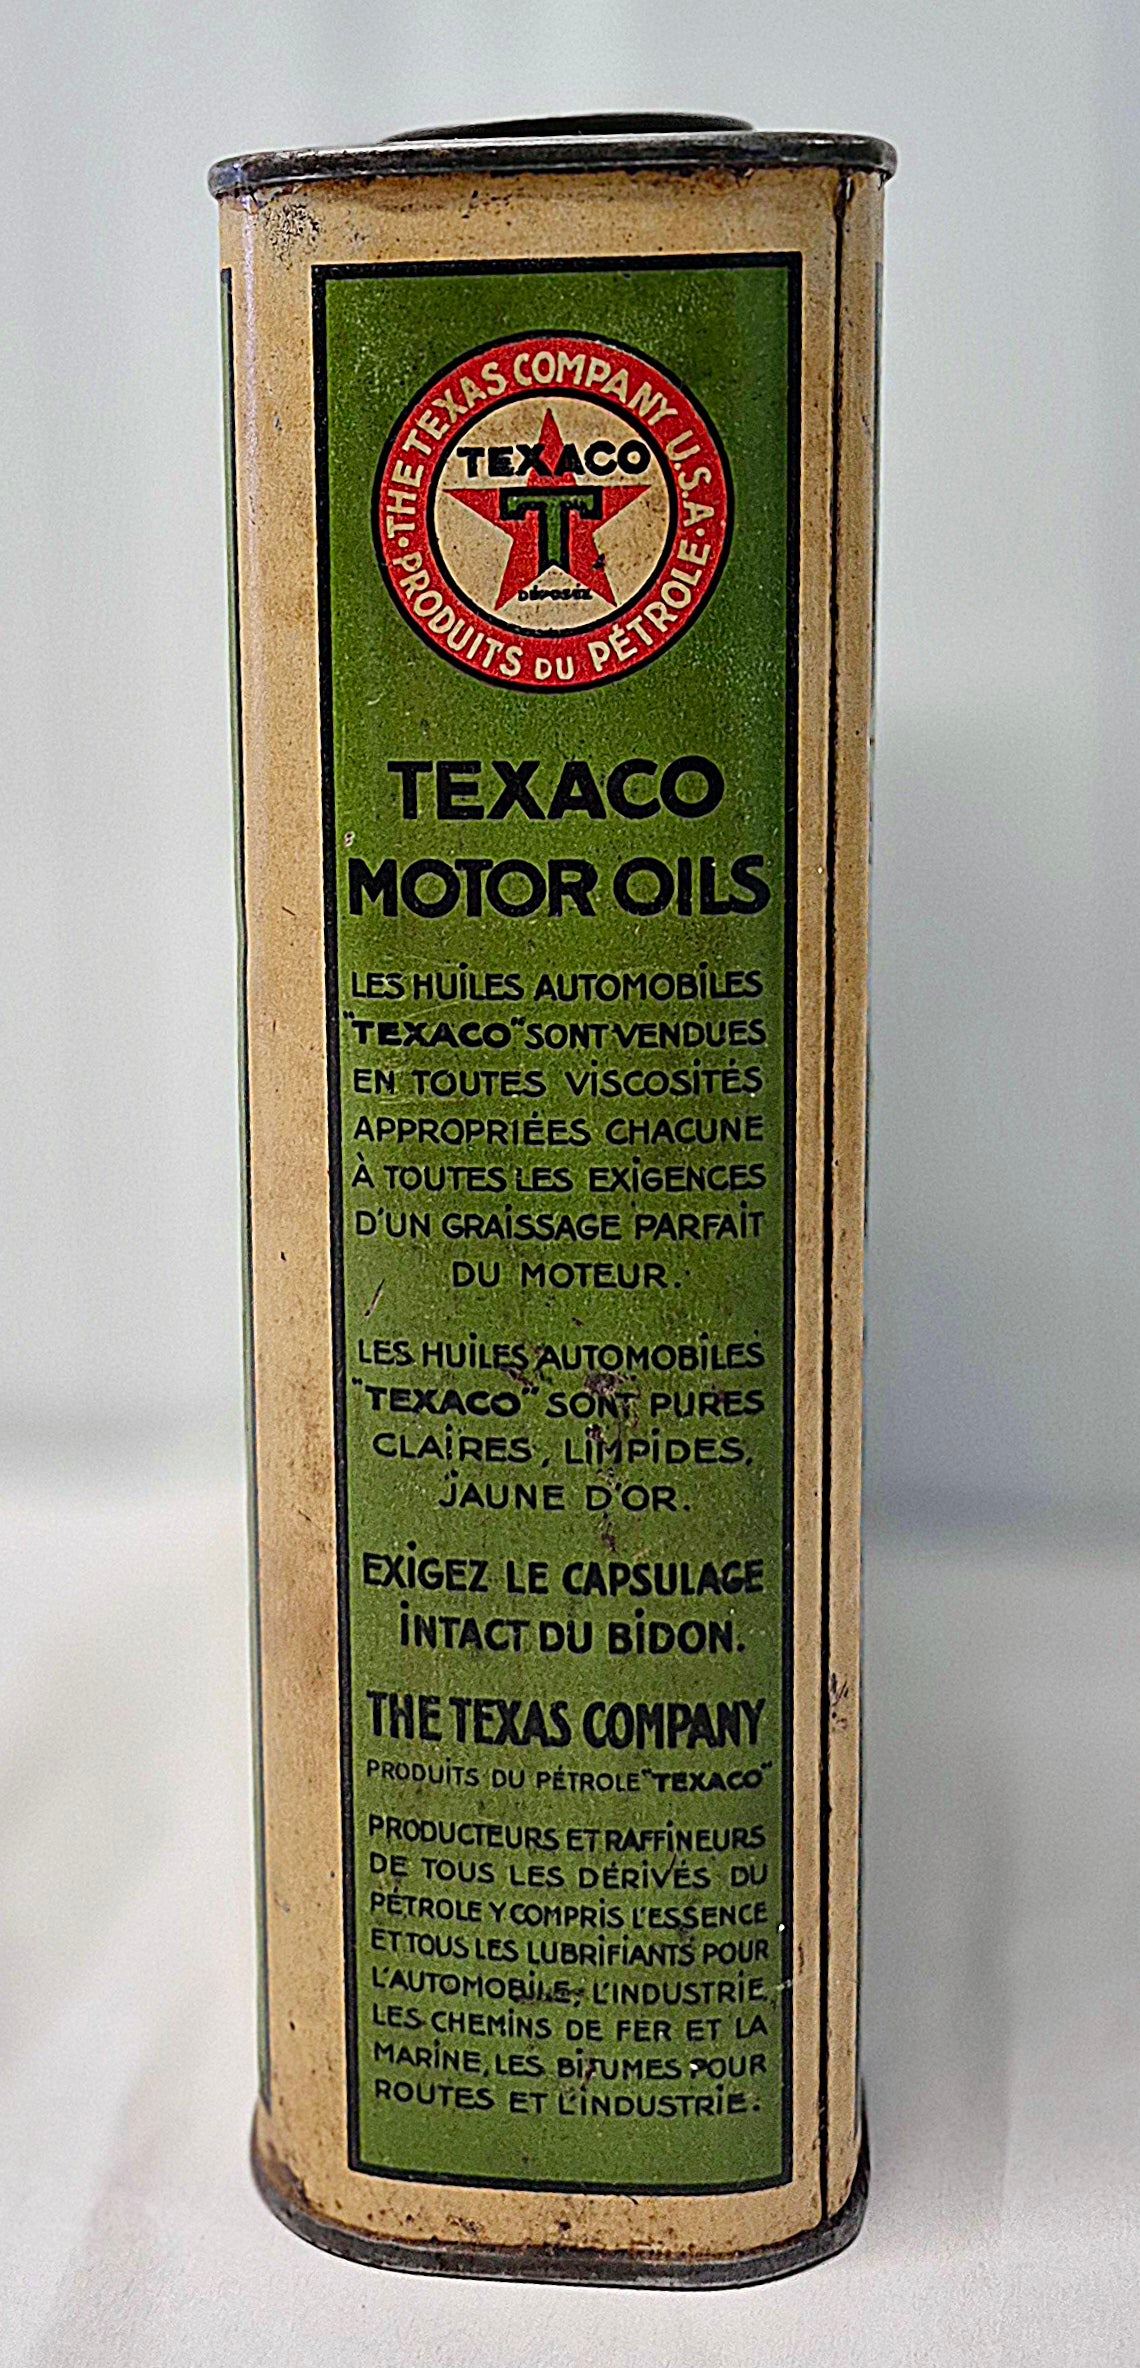 ·THE TEXAS COMPANY U.S.A·
PRODUITS DU PÉTROLE
TEXACO
T
DÉPOSÉE
TEXACO
MOTOR OILS
LES HUILES AUTOMOBILES
"TEXACO" SONT VENDUES
EN TOUTES VISCOSITÉS
APPROPRIÉES CHACUNE
À TOUTES LES EXIGENCES
D'UN GRAISSAGE PARFAIT
DU MOTEUR.
LES HUILES AUTOMOBILES
"TEXACO" SONT PURES
CLAIRES, LIMPIDES,
JAUNE D'OR.
EXIGEZ LE CAPSULAGE
INTACT DU BIDON.
THE TEXAS COMPANY
PRODUITS DU PÉTROLE "TEXACO"
PRODUCTEURS ET RAFFINEURS
DE TOUS LES DÉRIVÉS DU
PÉTROLE Y COMPRIS L'ESSENCE
ET TOUS LES LUBRIFIANTS POUR
L'AUTOMOBILE, L'INDUSTRIE,
LES CHEMINS DE FER ET LA
MARINE, LES BITUMES POUR
ROUTES ET L'INDUSTRIE.